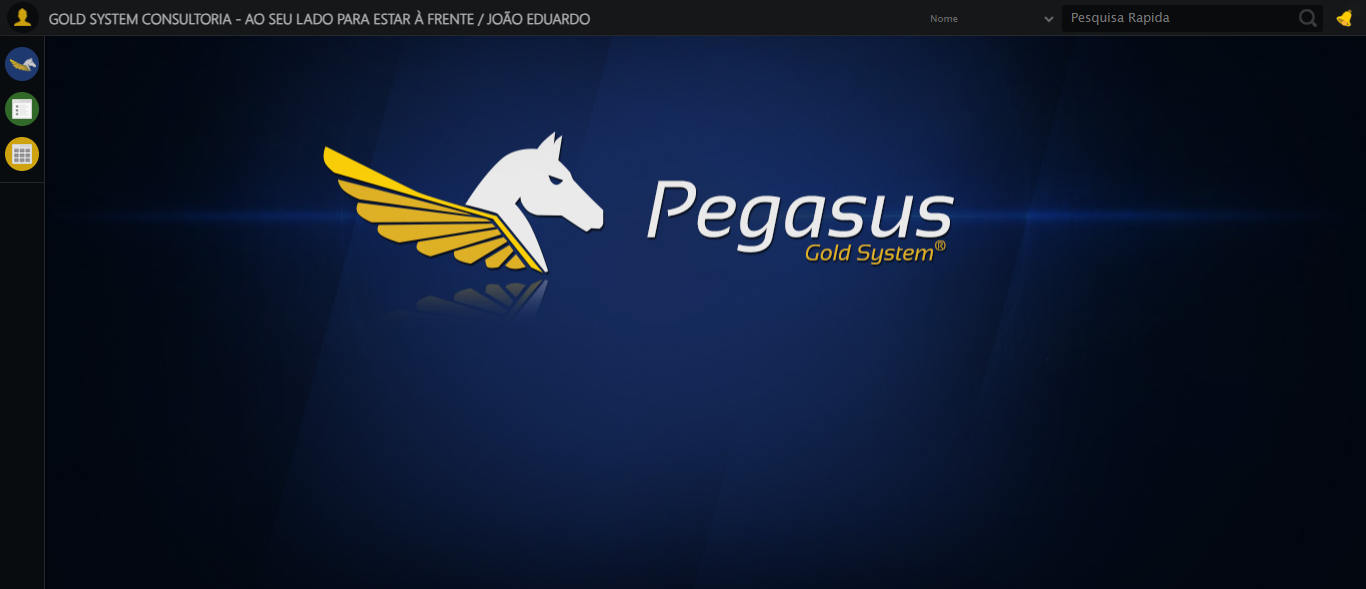 GOLD SYSTEM CONSULTORIA - AO SEU LADO PARA ESTAR À FRENTE / JOÃO EDUARDO
Nome
Pesquisa Rapida
Pegasus
Gold System®